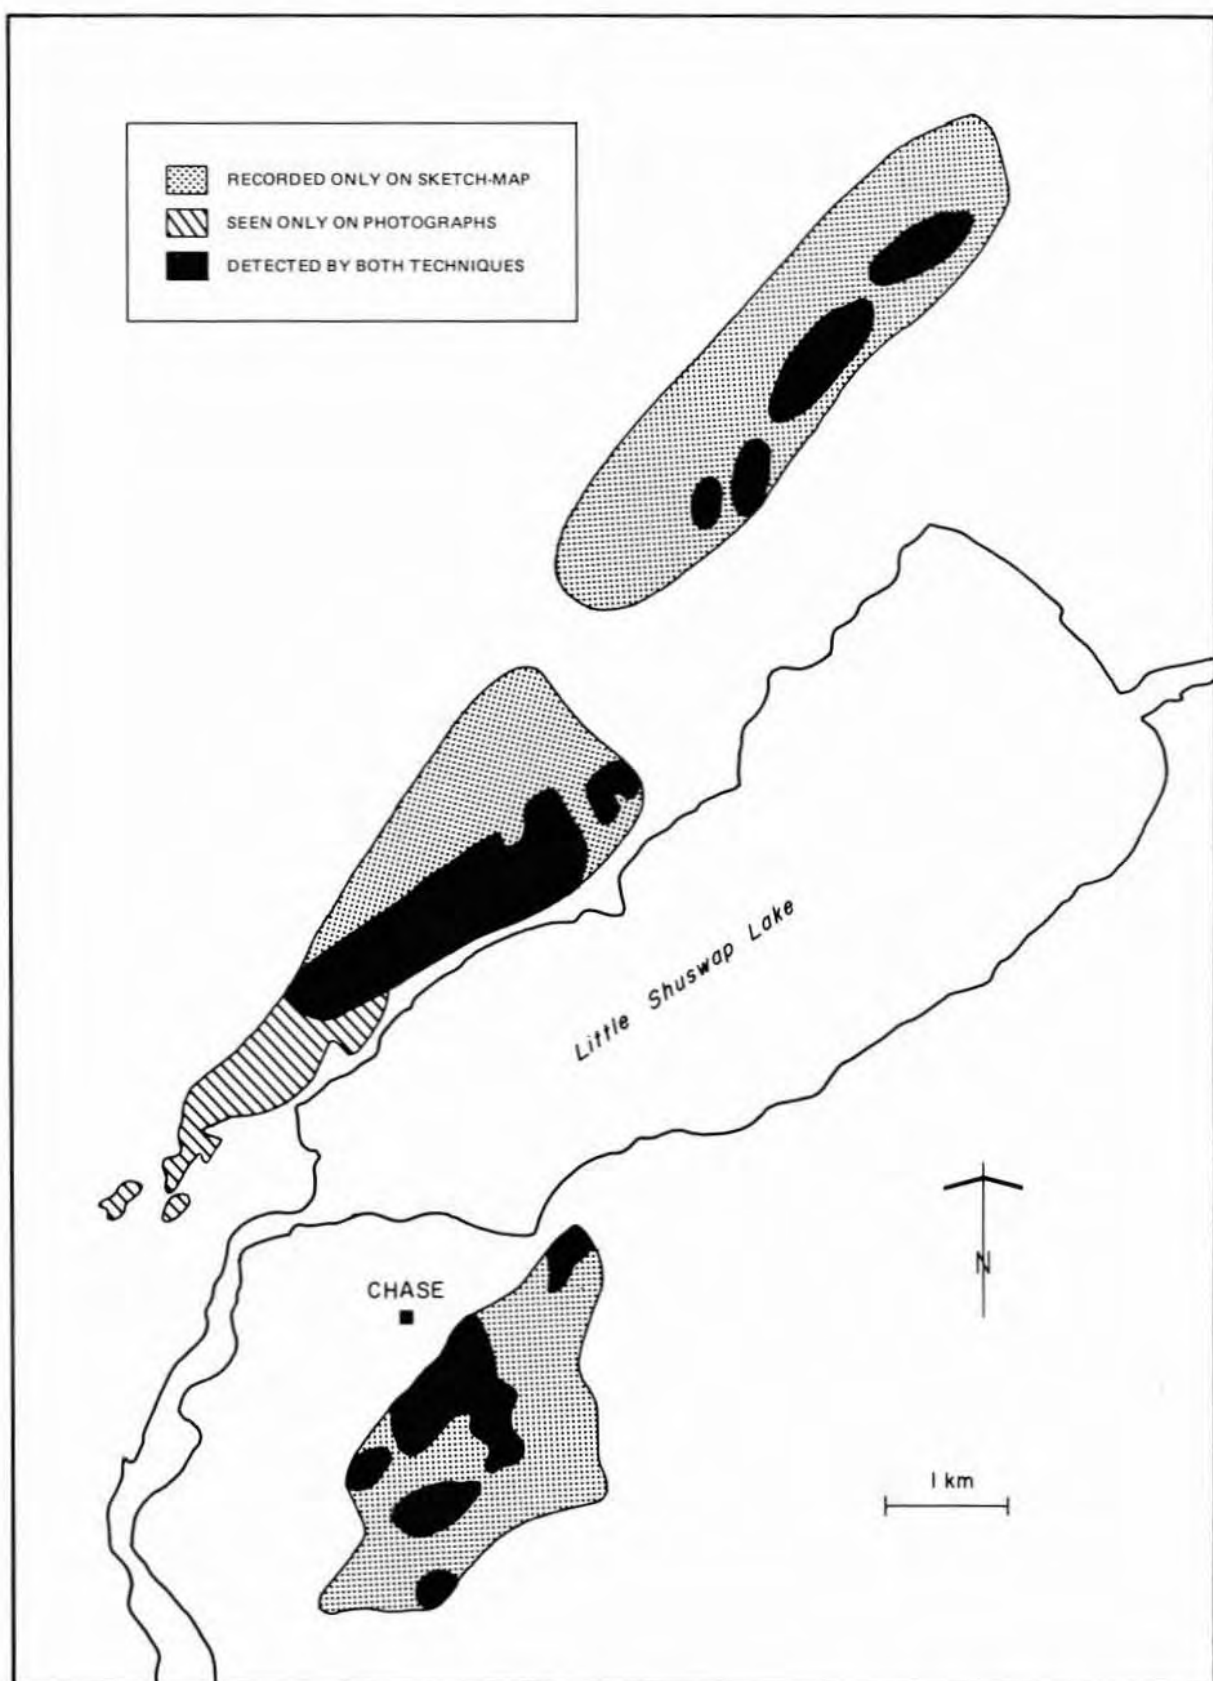 RECORDED ONLY ON SKETCH-MAP
SEEN ONLY ON PHOTOGRAPHS
DETECTED BY BOTH TECHNIQUES
Little Shuswap Lake
CHASE
N
1 km